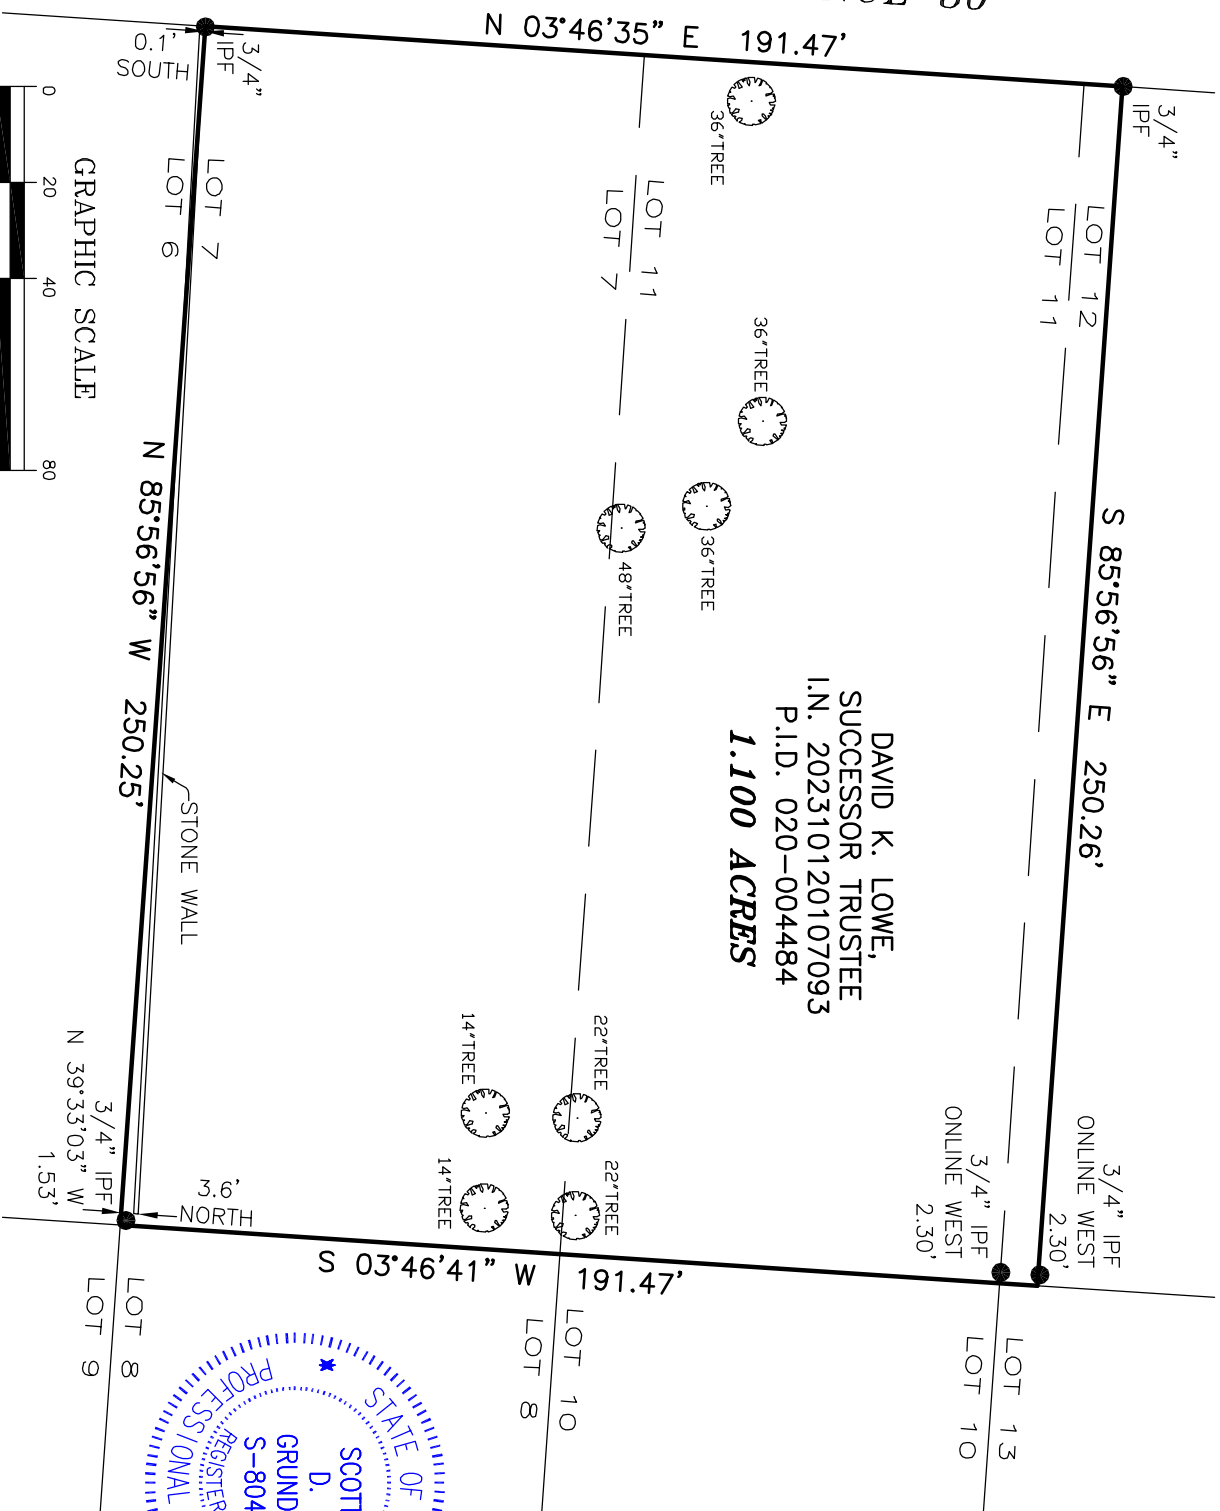 50
N 03°46'35" E 191.47'
3/4"
IPF
0.1'
SOUTH
3/4"
IPF
36"TREE
LOT 12
LOT 11
LOT 11
LOT 7
LOT 7
LOT 6
36"TREE
36"TREE
48"TREE
S 85°56'56" E 250.26'
GRAPHIC SCALE
0 20 40 80
N 85°56'56" W 250.25'
DAVID K. LOWE,
SUCCESSOR TRUSTEE
I.N. 202310120107093
P.I.D. 020-004484
1.100 ACRES
STONE WALL
22"TREE
14"TREE
22"TREE
14"TREE
3/4" IPF
ONLINE WEST
2.30'
3/4" IPF
ONLINE WEST
2.30'
3/4" IPF
N 39°33'03" W
1.53'
3.6'
NORTH
S 03°46'41" W 191.47'
LOT 13
LOT 10
LOT 10
LOT 8
LOT 8
LOT 9
STATE OF
SCOTT
D.
GRUND
S-804
REGISTER
PROFESSIONAL